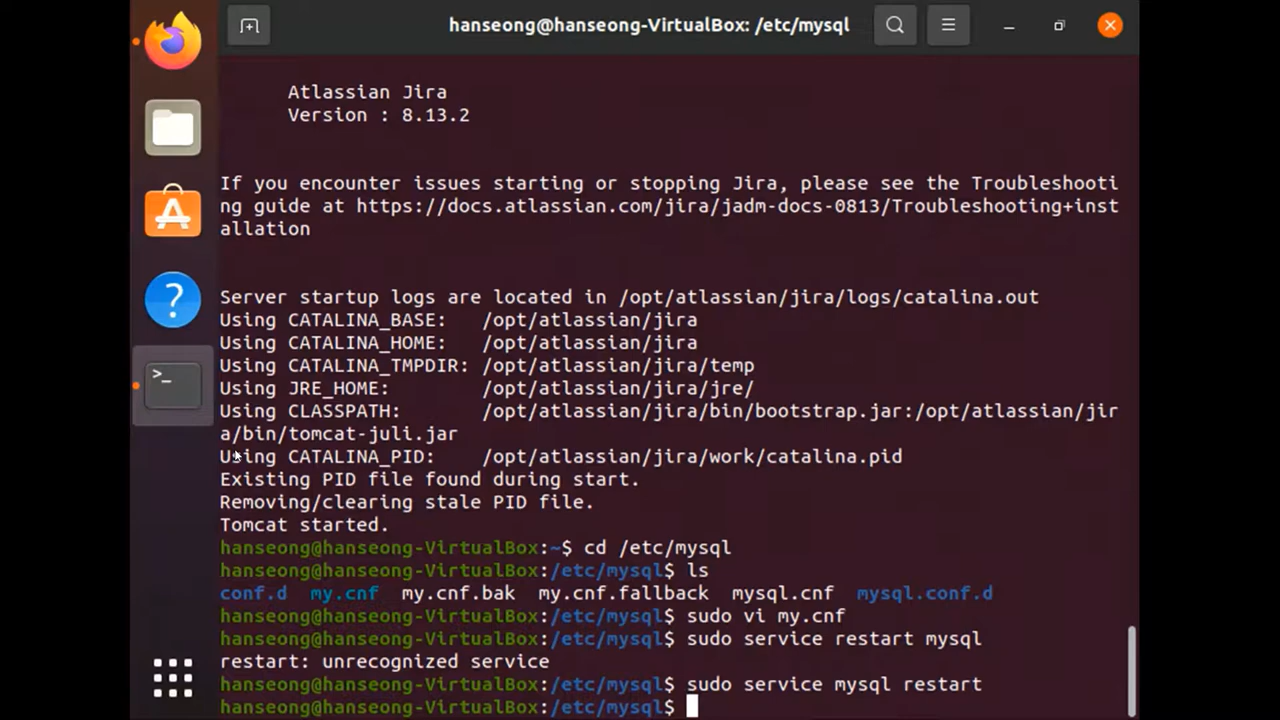 hanseong@hanseong-VirtualBox: /etc/mysql
Atlassian Jira
Version : 8.13.2
If you encounter issues starting or stopping Jira, please see the Troubleshooti
ng guide at https://docs.atlassian.com/jira/jadm-docs-0813/Troubleshooting+inst
allation
Server startup logs are located in /opt/atlassian/jira/logs/catalina.out
Using CATALINA_BASE:   /opt/atlassian/jira
Using CATALINA_HOME:   /opt/atlassian/jira
Using CATALINA_TMPDIR: /opt/atlassian/jira/temp
Using JRE_HOME:        /opt/atlassian/jira/jre/
Using CLASSPATH:       /opt/atlassian/jira/bin/bootstrap.jar:/opt/atlassian/jir
a/bin/tomcat-juli.jar
Using CATALINA_PID:    /opt/atlassian/jira/work/catalina.pid
Existing PID file found during start.
Removing/clearing stale PID file.
Tomcat started.
hanseong@hanseong-VirtualBox:~$ cd /etc/mysql
hanseong@hanseong-VirtualBox:/etc/mysql$ ls
conf.d  my.cnf  my.cnf.bak  my.cnf.fallback  mysql.cnf  mysql.conf.d
hanseong@hanseong-VirtualBox:/etc/mysql$ sudo vi my.cnf
hanseong@hanseong-VirtualBox:/etc/mysql$ sudo service restart mysql
restart: unrecognized service
hanseong@hanseong-VirtualBox:/etc/mysql$ sudo service mysql restart
hanseong@hanseong-VirtualBox:/etc/mysql$